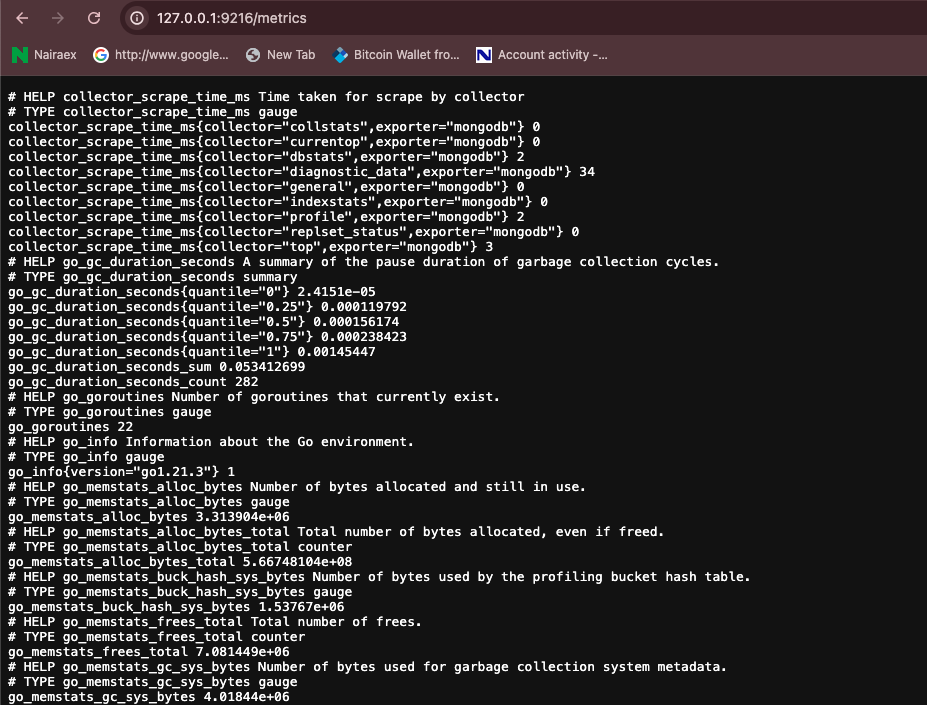 127.0.0.1:9216/metrics
Nairaex
http://www.google...
New Tab
Bitcoin Wallet fro...
Account activity -...
# HELP collector_scrape_time_ms Time taken for scrape by collector
# TYPE collector_scrape_time_ms gauge
collector_scrape_time_ms{collector="collstats",exporter="mongodb"} 0
collector_scrape_time_ms{collector="currentop",exporter="mongodb"} 0
collector_scrape_time_ms{collector="dbstats",exporter="mongodb"} 2
collector_scrape_time_ms{collector="diagnostic_data",exporter="mongodb"} 34
collector_scrape_time_ms{collector="general",exporter="mongodb"} 0
collector_scrape_time_ms{collector="indexstats",exporter="mongodb"} 0
collector_scrape_time_ms{collector="profile",exporter="mongodb"} 2
collector_scrape_time_ms{collector="replset_status",exporter="mongodb"} 0
collector_scrape_time_ms{collector="top",exporter="mongodb"} 3
# HELP go_gc_duration_seconds A summary of the pause duration of garbage collection cycles.
# TYPE go_gc_duration_seconds summary
go_gc_duration_seconds{quantile="0"} 2.4151e-05
go_gc_duration_seconds{quantile="0.25"} 0.000119792
go_gc_duration_seconds{quantile="0.5"} 0.000156174
go_gc_duration_seconds{quantile="0.75"} 0.000238423
go_gc_duration_seconds{quantile="1"} 0.00145447
go_gc_duration_seconds_sum 0.053412699
go_gc_duration_seconds_count 282
# HELP go_goroutines Number of goroutines that currently exist.
# TYPE go_goroutines gauge
go_goroutines 22
# HELP go_info Information about the Go environment.
# TYPE go_info gauge
go_info{version="go1.21.3"} 1
# HELP go_memstats_alloc_bytes Number of bytes allocated and still in use.
# TYPE go_memstats_alloc_bytes gauge
go_memstats_alloc_bytes 3.313904e+06
# HELP go_memstats_alloc_bytes_total Total number of bytes allocated, even if freed.
# TYPE go_memstats_alloc_bytes_total counter
go_memstats_alloc_bytes_total 5.66748104e+08
# HELP go_memstats_buck_hash_sys_bytes Number of bytes used by the profiling bucket hash table.
# TYPE go_memstats_buck_hash_sys_bytes gauge
go_memstats_buck_hash_sys_bytes 1.53767e+06
# HELP go_memstats_frees_total Total number of frees.
# TYPE go_memstats_frees_total counter
go_memstats_frees_total 7.081449e+06
# HELP go_memstats_gc_sys_bytes Number of bytes used for garbage collection system metadata.
# TYPE go_memstats_gc_sys_bytes gauge
go_memstats_gc_sys_bytes 4.01844e+06